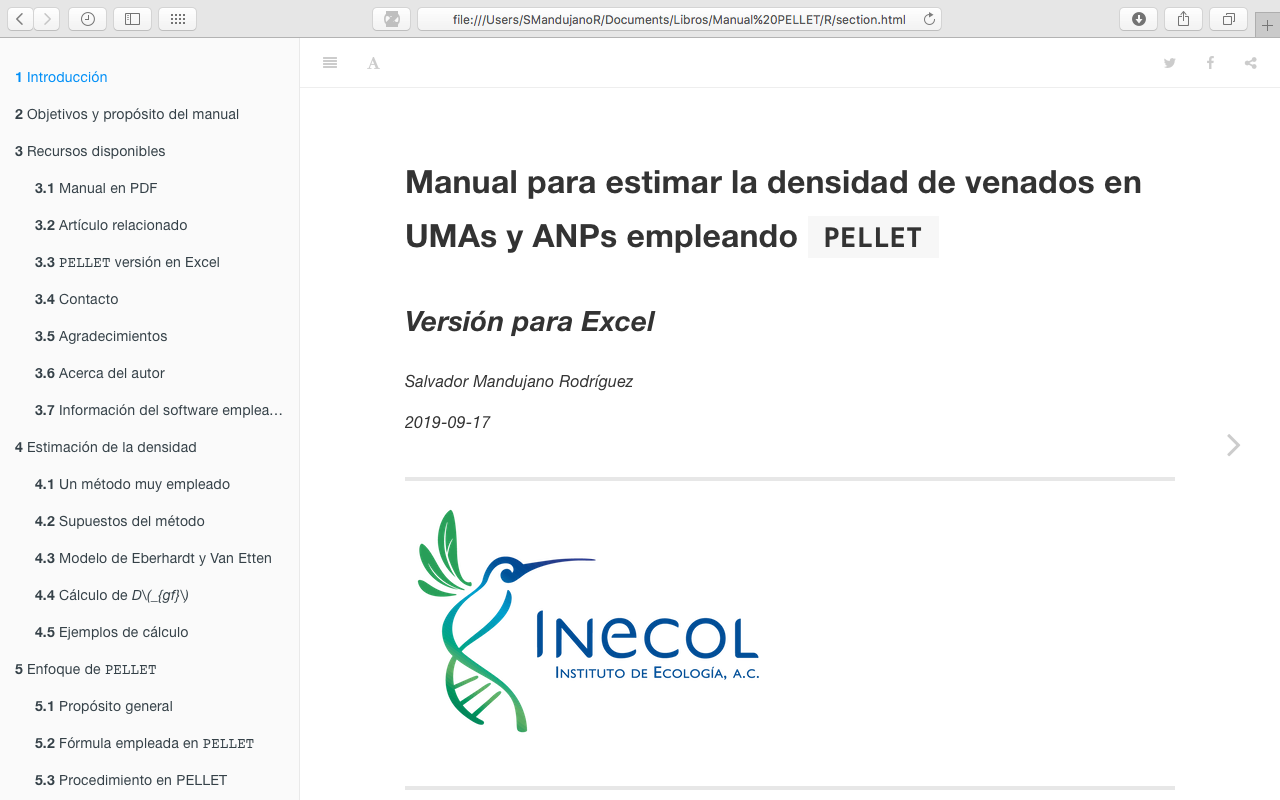 file:///Users/SMandujanoR/Documents/Libros/Manual%20PELLET/R/section.html
1 Introducción
2 Objetivos y propósito del manual
3 Recursos disponibles
3.1 Manual en PDF
3.2 Artículo relacionado
3.3 PELLET versión en Excel
3.4 Contacto
3.5 Agradecimientos
3.6 Acerca del autor
3.7 Información del software emplea…
4 Estimación de la densidad
4.1 Un método muy empleado
4.2 Supuestos del método
4.3 Modelo de Eberhardt y Van Etten
4.4 Cálculo de D\(_{gf}\)
4.5 Ejemplos de cálculo
5 Enfoque de PELLET
5.1 Propósito general
5.2 Fórmula empleada en PELLET
5.3 Procedimiento en PELLET
A
Manual para estimar la densidad de venados en
UMAs y ANPs empleando PELLET
Versión para Excel
Salvador Mandujano Rodríguez
2019-09-17
INECOL
INSTITUTO DE ECOLOGÍA, A.C.